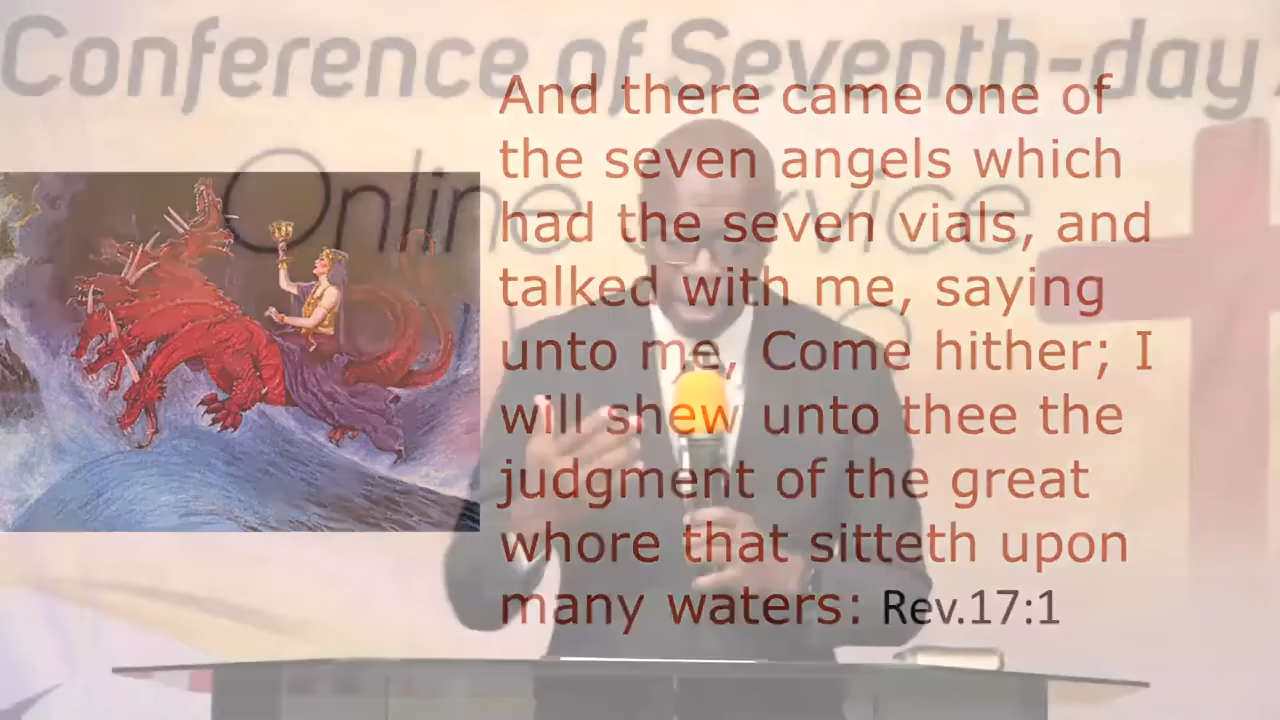 Conference of Seventh-day
Online Service
And there came one of
the seven angels which
had the seven vials, and
talked with me, saying
unto me, Come hither; I
will shew unto thee the
judgment of the great
whore that sitteth upon
many waters: Rev.17:1